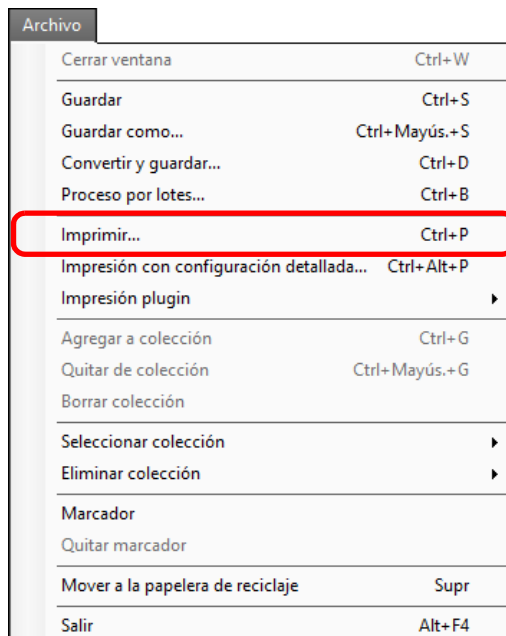 Archivo
Cerrar ventana Ctrl+W
Guardar Ctrl+S
Guardar como... Ctrl+Mayús.+S
Convertir y guardar... Ctrl+D
Proceso por lotes... Ctrl+B
Imprimir... Ctrl+P
Impresión con configuración detallada... Ctrl+Alt+P
Impresión plugin
Agregar a colección Ctrl+G
Quitar de colección Ctrl+Mayús.+G
Borrar colección
Seleccionar colección
Eliminar colección
Marcador
Quitar marcador
Mover a la papelera de reciclaje Supr
Salir Alt+F4